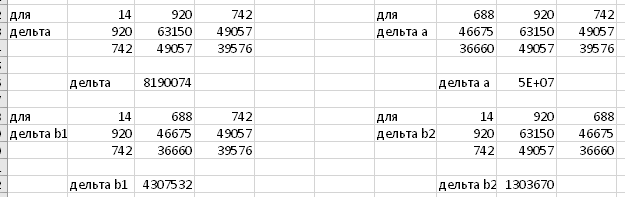 для 14 920 742 для 688 920 742
дельта 920 63150 49057 дельта a 46675 63150 49057
742 49057 39576 36660 49057 39576
дельта 8190074 дельта a 5E+07
для 14 688 742 для 14 920 688
дельта b1 920 46675 49057 дельта b2 920 63150 46675
742 36660 39576 742 49057 36660
дельта b1 4307532 дельта b2 1303670